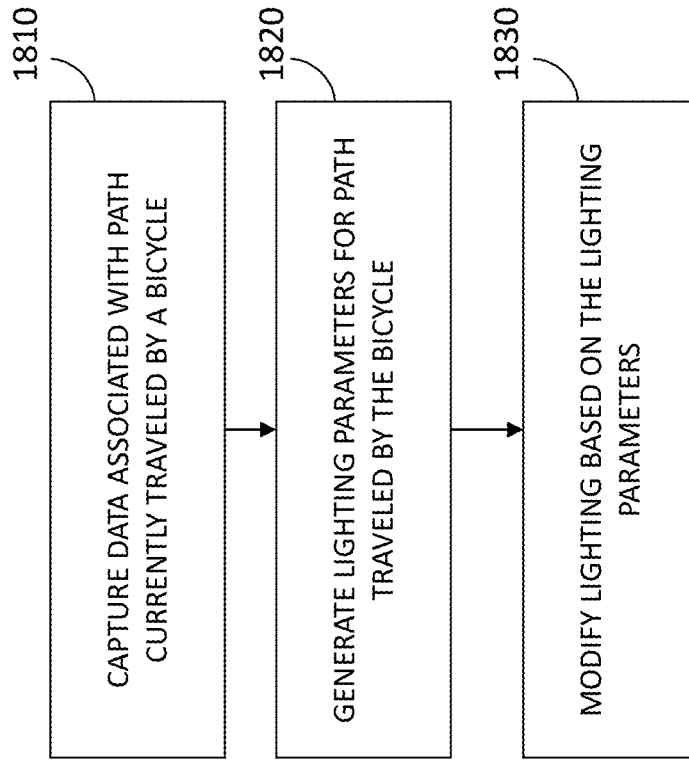 1810
CAPTURE DATA ASSOCIATED WITH PATH
CURRENTLY TRAVELED BY A BICYCLE
1820
GENERATE LIGHTING PARAMETERS FOR PATH
TRAVELED BY THE BICYCLE
1830
MODIFY LIGHTING BASED ON THE LIGHTING
PARAMETERS